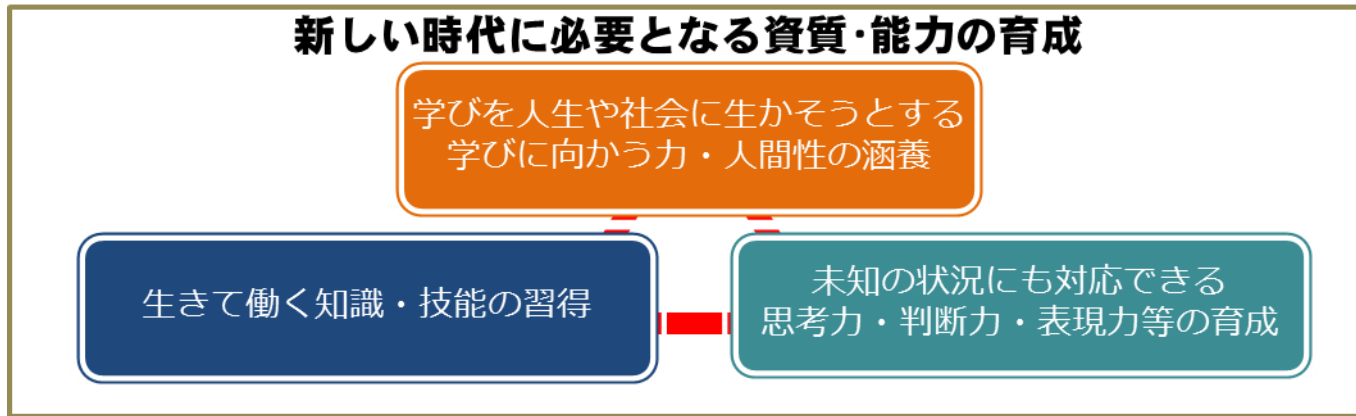 新しい時代に必要となる資質・能力の育成
学びを人生や社会に生かそうとする
学びに向かう力・人間性の涵養
生きて働く知識・技能の習得
未知の状況にも対応できる
思考力・判断力・表現力等の育成